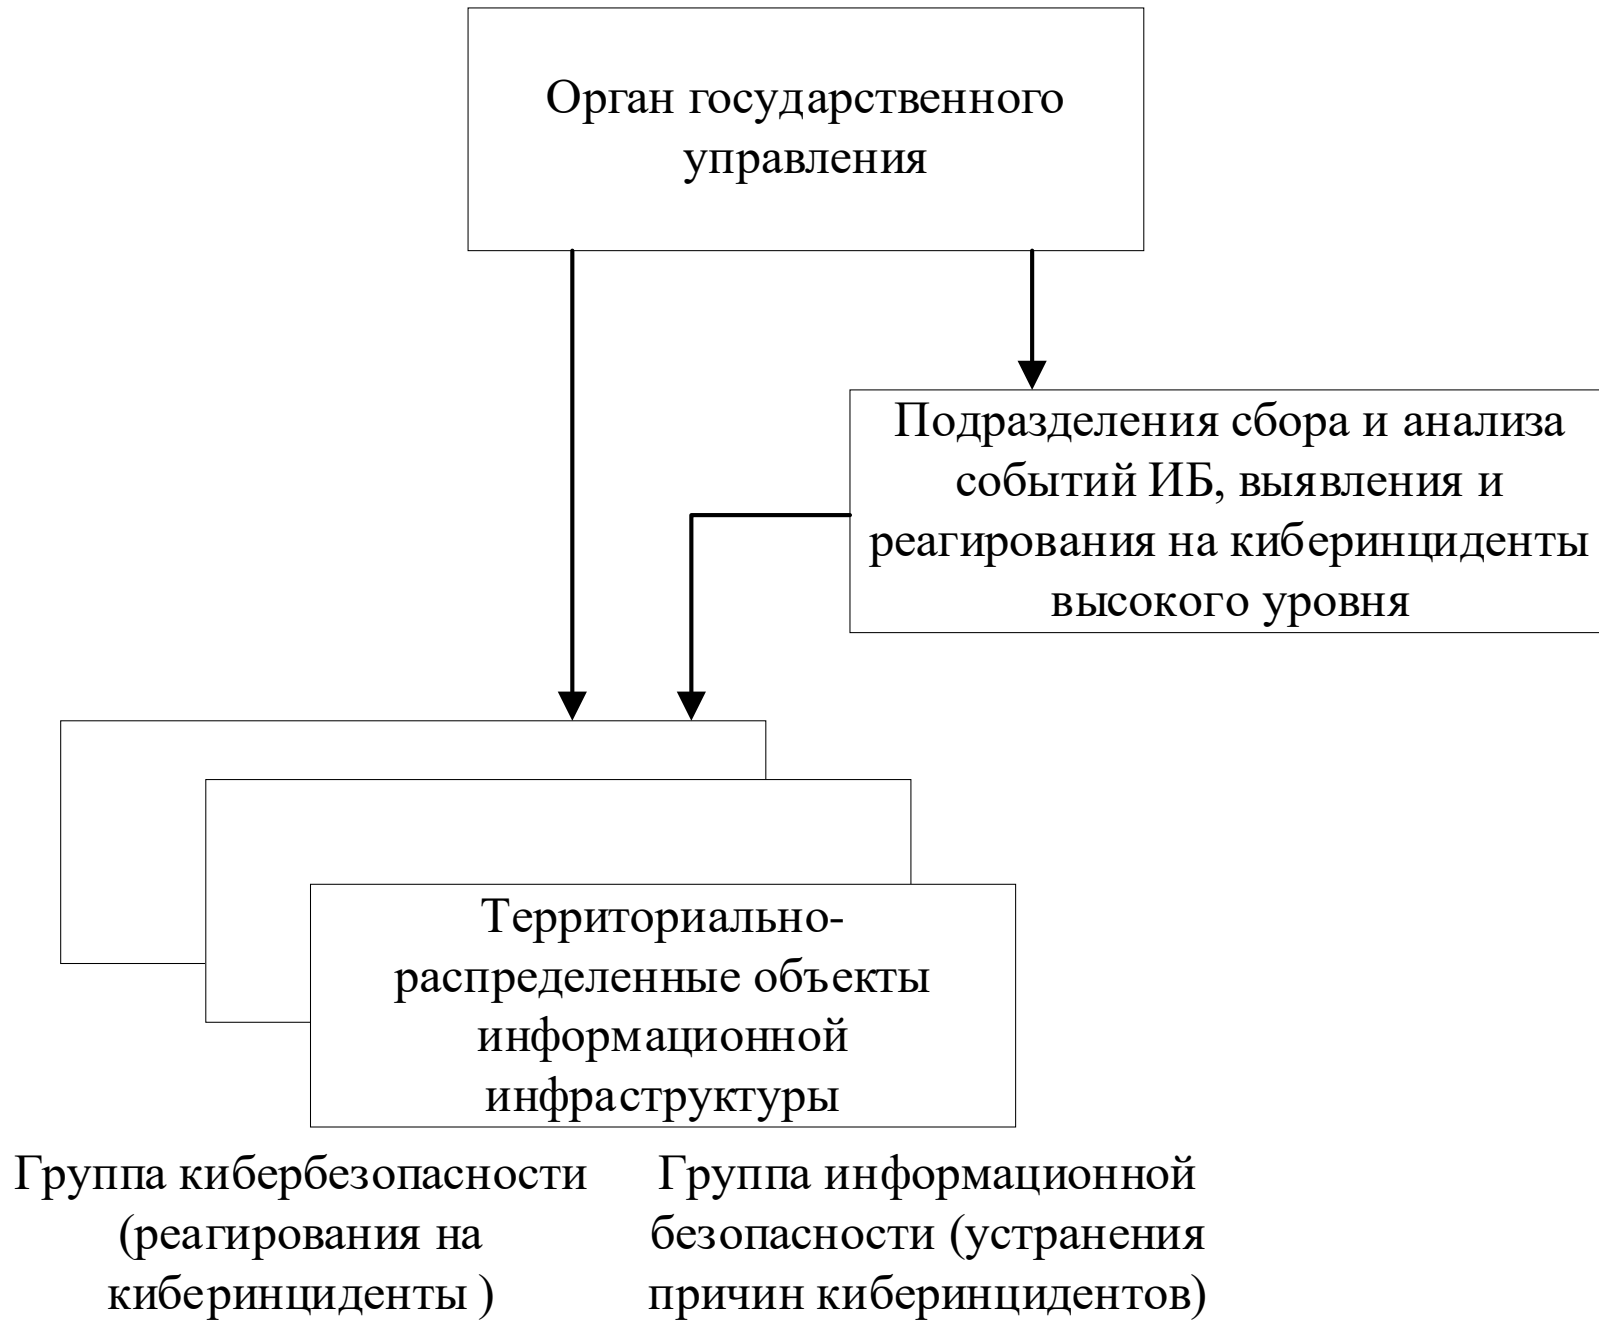 Орган государственного
управления
Подразделения сбора и анализа
событий ИБ, выявления и
реагирования на киберинциденты
высокого уровня
Территориально-
распределенные объекты
информационной
инфраструктуры
Группа кибербезопасности
(реагирования на
киберинциденты )
Группа информационной
безопасности (устранения
причин киберинцидентов)